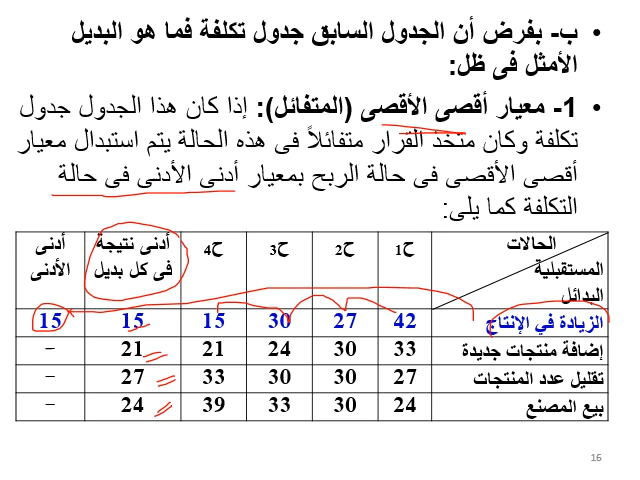 • ب- بفرض أن الجدول السابق جدول تكلفة فما هو البديل
الأمثل فى ظل:
• 1- معيار أقصى الأقصى (المتفائل): إذا كان هذا الجدول جدول
تكلفة وكان متخذ القرار متفائلاً فى هذه الحالة يتم استبدال معيار
أقصى الأقصى فى حالة الربح بمعيار أدنى الأدنى فى حالة
التكلفة كما يلى:
الحالات المستقبلية البدائل ح1 ح2 ح3 ح4 أدنى نتيجة فى كل بديل أدنى الأدنى
الزيادة في الإنتاج 42 27 30 15 15 15
إضافة منتجات جديدة 33 30 24 21 21 –
تقليل عدد المنتجات 27 30 30 33 27 –
بيع المصنع 24 30 33 39 24 –
16